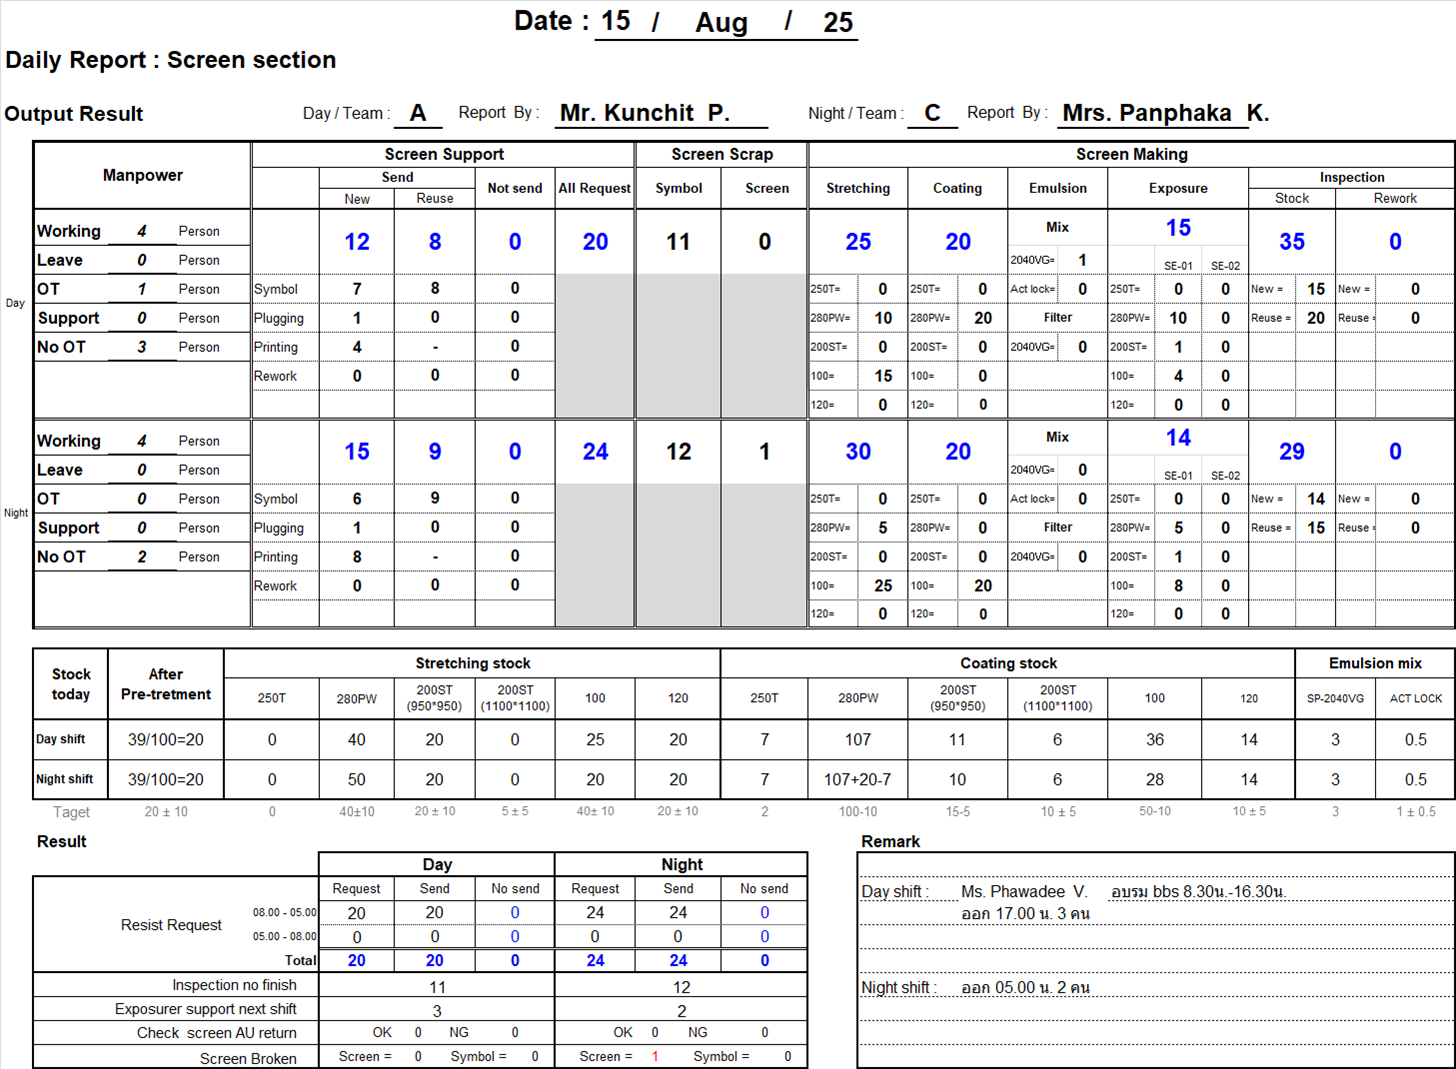 Date : 15 / Aug / 25
Daily Report : Screen section
Output Result Day / Team : A Report By : Mr. Kunchit P. Night / Team : C Report By : Mrs. Panphaka K.
Manpower Screen Support Screen Scrap Screen Making
Send Not send All Request Symbol Screen Stretching Coating Emulsion Exposure Inspection
New Reuse Stock Rework
Day
Working 4 Person 12 8 0 20 11 0 25 20 Mix 15 35 0
Leave 0 Person 2040VG= 1 SE-01 SE-02
OT 1 Person Symbol 7 8 0 250T= 0 250T= 0 Act lock= 0 250T= 0 0 New = 15 New = 0
Support 0 Person Plugging 1 0 0 280PW= 10 280PW= 20 Filter 280PW= 10 0 Reuse = 20 Reuse = 0
No OT 3 Person Printing 4 - 0 200ST= 0 200ST= 0 2040VG= 0 200ST= 1 0
Rework 0 0 0 100= 15 100= 0 100= 4 0
120= 0 120= 0 120= 0 0
Night
Working 4 Person 15 9 0 24 12 1 30 20 Mix 14 29 0
Leave 0 Person 2040VG= 0 SE-01 SE-02
OT 0 Person Symbol 6 9 0 250T= 0 250T= 0 Act lock= 0 250T= 0 0 New = 14 New = 0
Support 0 Person Plugging 1 0 0 280PW= 5 280PW= 0 Filter 280PW= 5 0 Reuse = 15 Reuse 0
No OT 2 Person Printing 8 - 0 200ST= 0 200ST= 0 2040VG= 0 200ST= 1 0
Rework 0 0 0 100= 25 100= 20 100= 8 0
120= 0 120= 0 120= 0 0
Stock today After Pre-tretment Stretching stock Coating stock Emulsion mix
250T 280PW 200ST (950*950) 200ST (1100*1100) 100 120 250T 280PW 200ST (950*950) 200ST (1100*1100) 100 120 SP-2040VG ACT LOCK
Day shift 39/100=20 0 40 20 0 25 20 7 107 11 6 36 14 3 0.5
Night shift 39/100=20 0 50 20 0 20 20 7 107+20-7 10 6 28 14 3 0.5
Taget 20 ± 10 0 40±10 20 ± 10 5 ± 5 40± 10 20 ± 10 2 100-10 15-5 10 ± 5 50-10 10 ± 5 3 1 ± 0.5
Result
Day Night
Request Send No send Request Send No send
Resist Request 08.00 - 05.00 20 20 0 24 24 0
05.00 - 08.00 0 0 0 0 0 0
Total 20 20 0 24 24 0
Inspection no finish 11 12
Exposurer support next shift 3 2
Check screen AU return OK 0 NG 0 OK 0 NG 0
Screen Broken Screen = 0 Symbol = 0 Screen = 1 Symbol = 0
Remark
Day shift : Ms. Phawadee V. อบรม bbs 8.30น.-16.30น.
ออก 17.00 น. 3 คน
Night shift : ออก 05.00 น. 2 คน